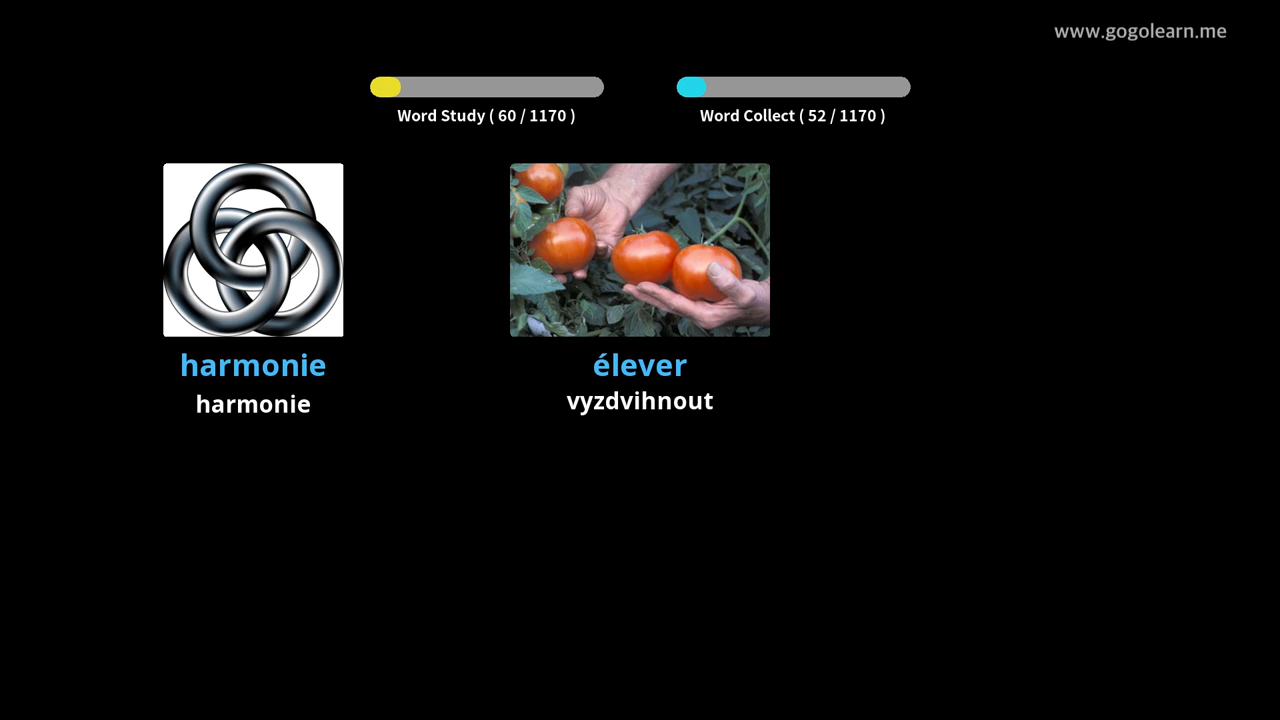 www.gogolearn.me
Word Study ( 60 / 1170 )
Word Collect ( 52 / 1170 )
harmonie
harmonie
élever
vyzdvihnout